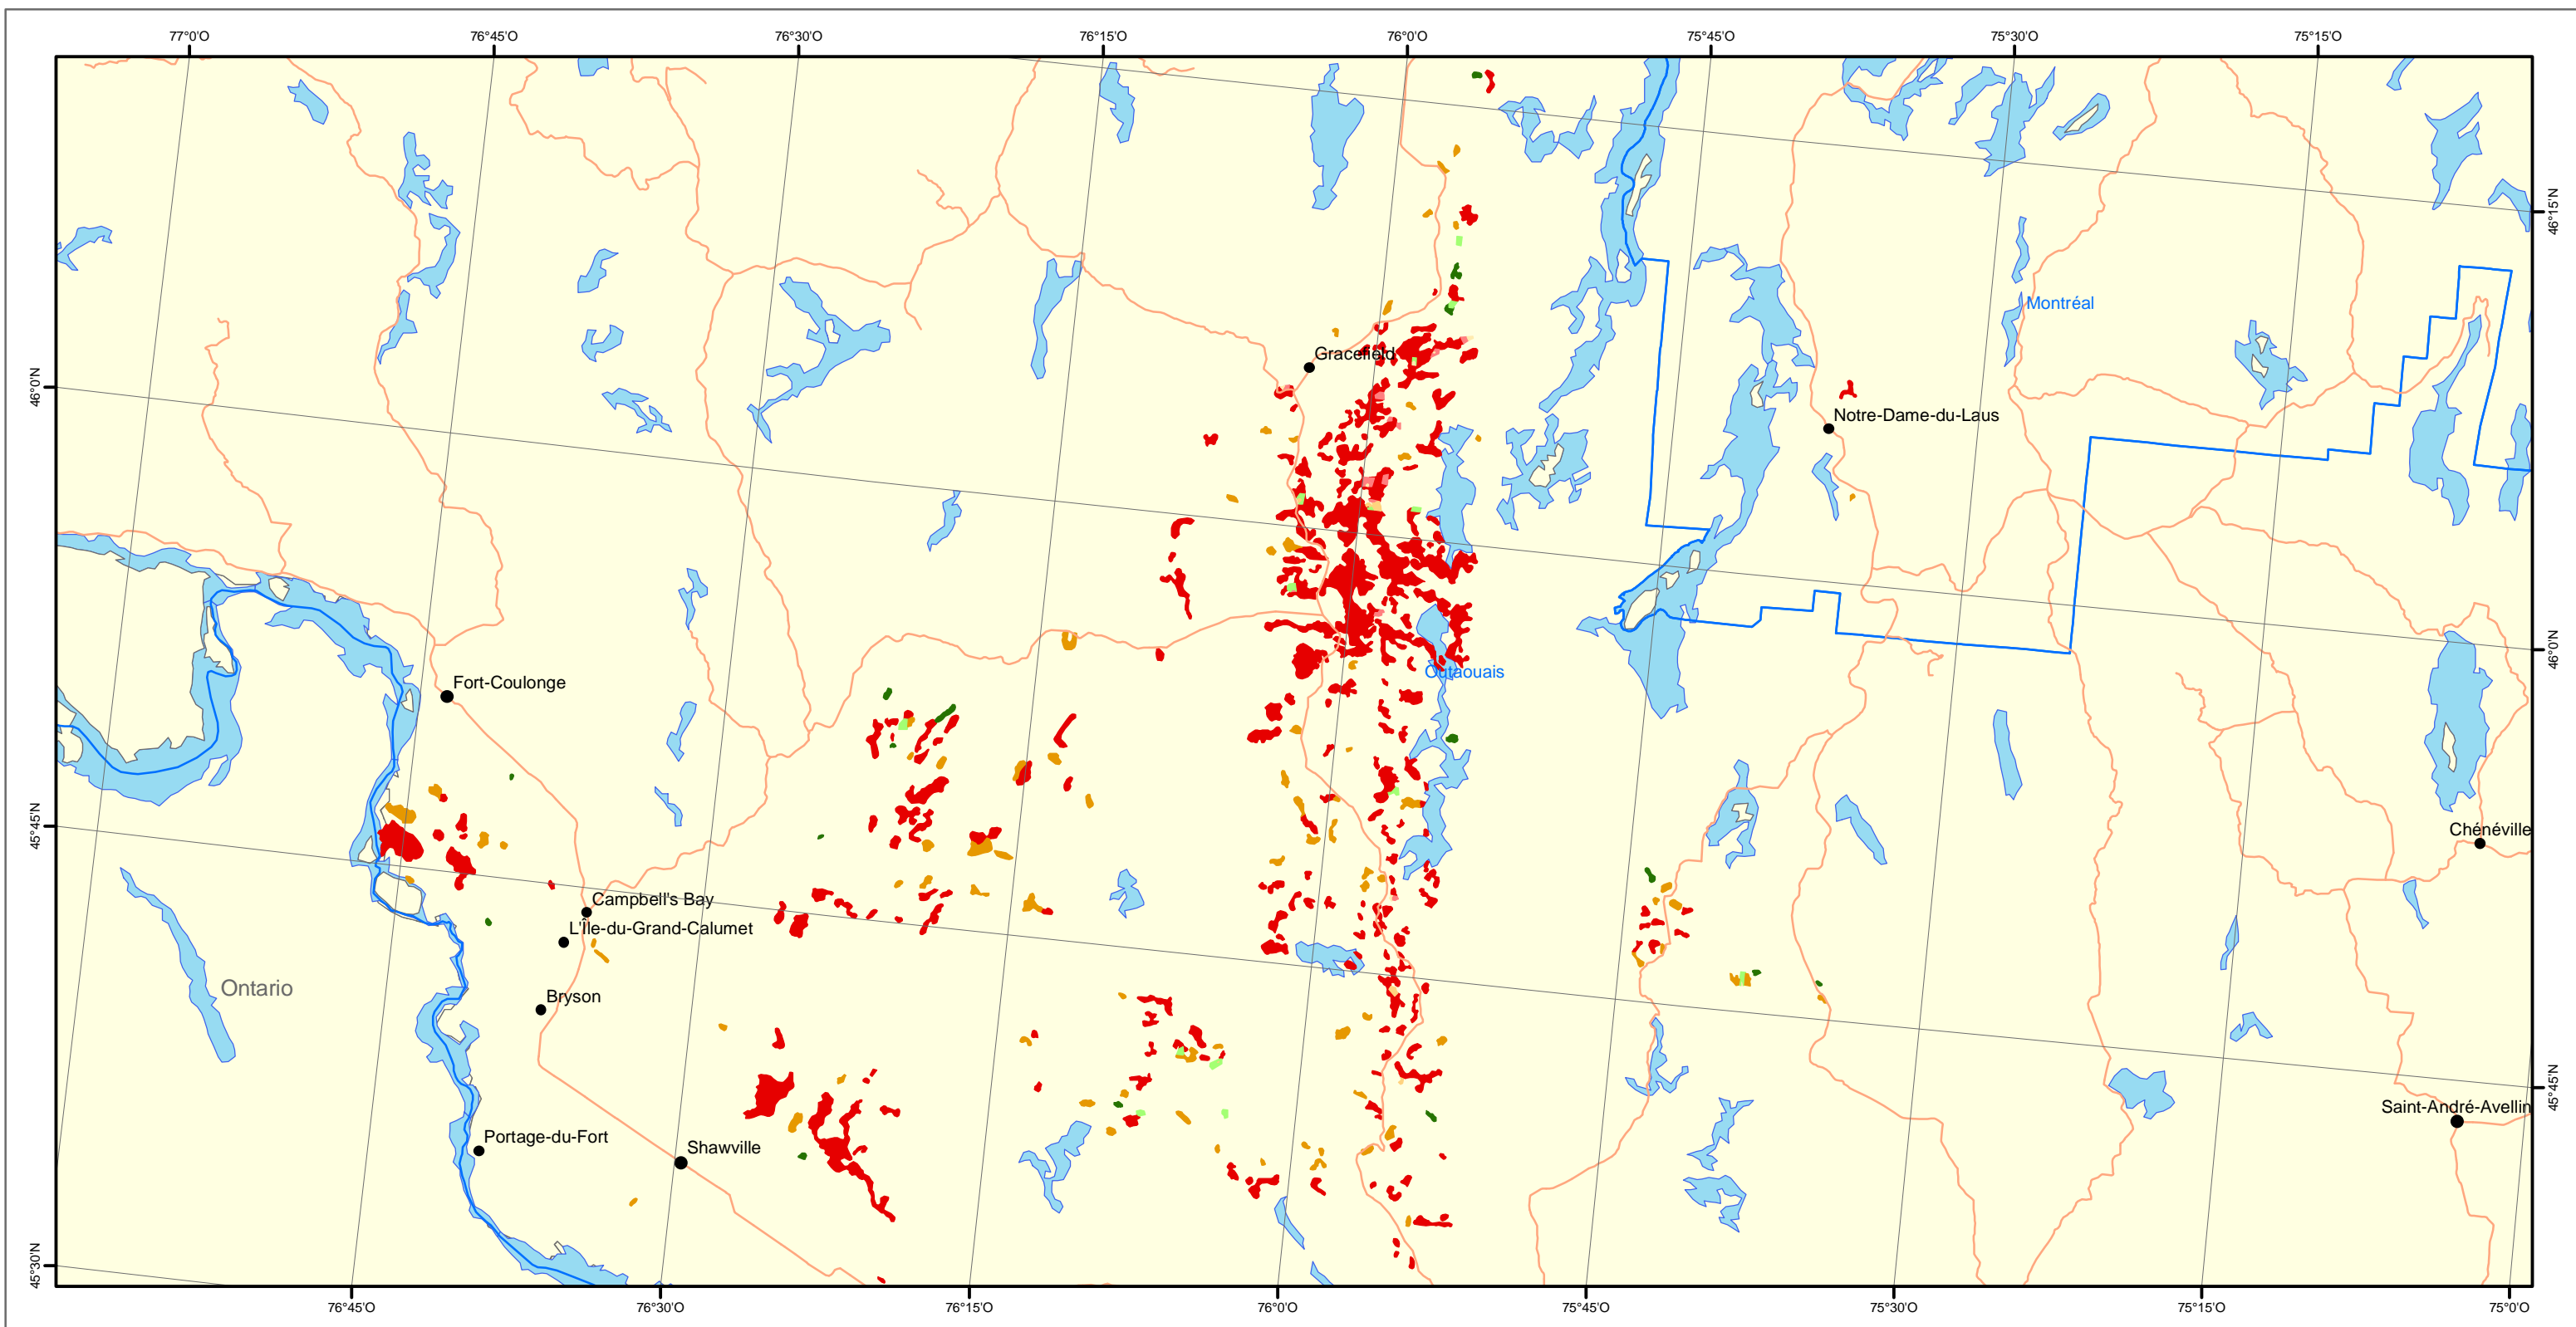 77°0'O 76°45'O 76°30'O 76°15'O 76°0'O 75°45'O 75°30'O 75°15'O
46°15'N
Montréal
Gracefield
46°0'N
Notre-Dame-du-Laus
46°0'N
Outaouais
Fort-Coulonge
45°45'N
Chénéville
Campbell's Bay
L'Île-du-Grand-Calumet
Ontario
Bryson
45°45'N
Saint-André-Avellin
Portage-du-Fort
Shawville
45°30'N
76°45'O 76°30'O 76°15'O 76°0'O 75°45'O 75°30'O 75°15'O 75°0'O